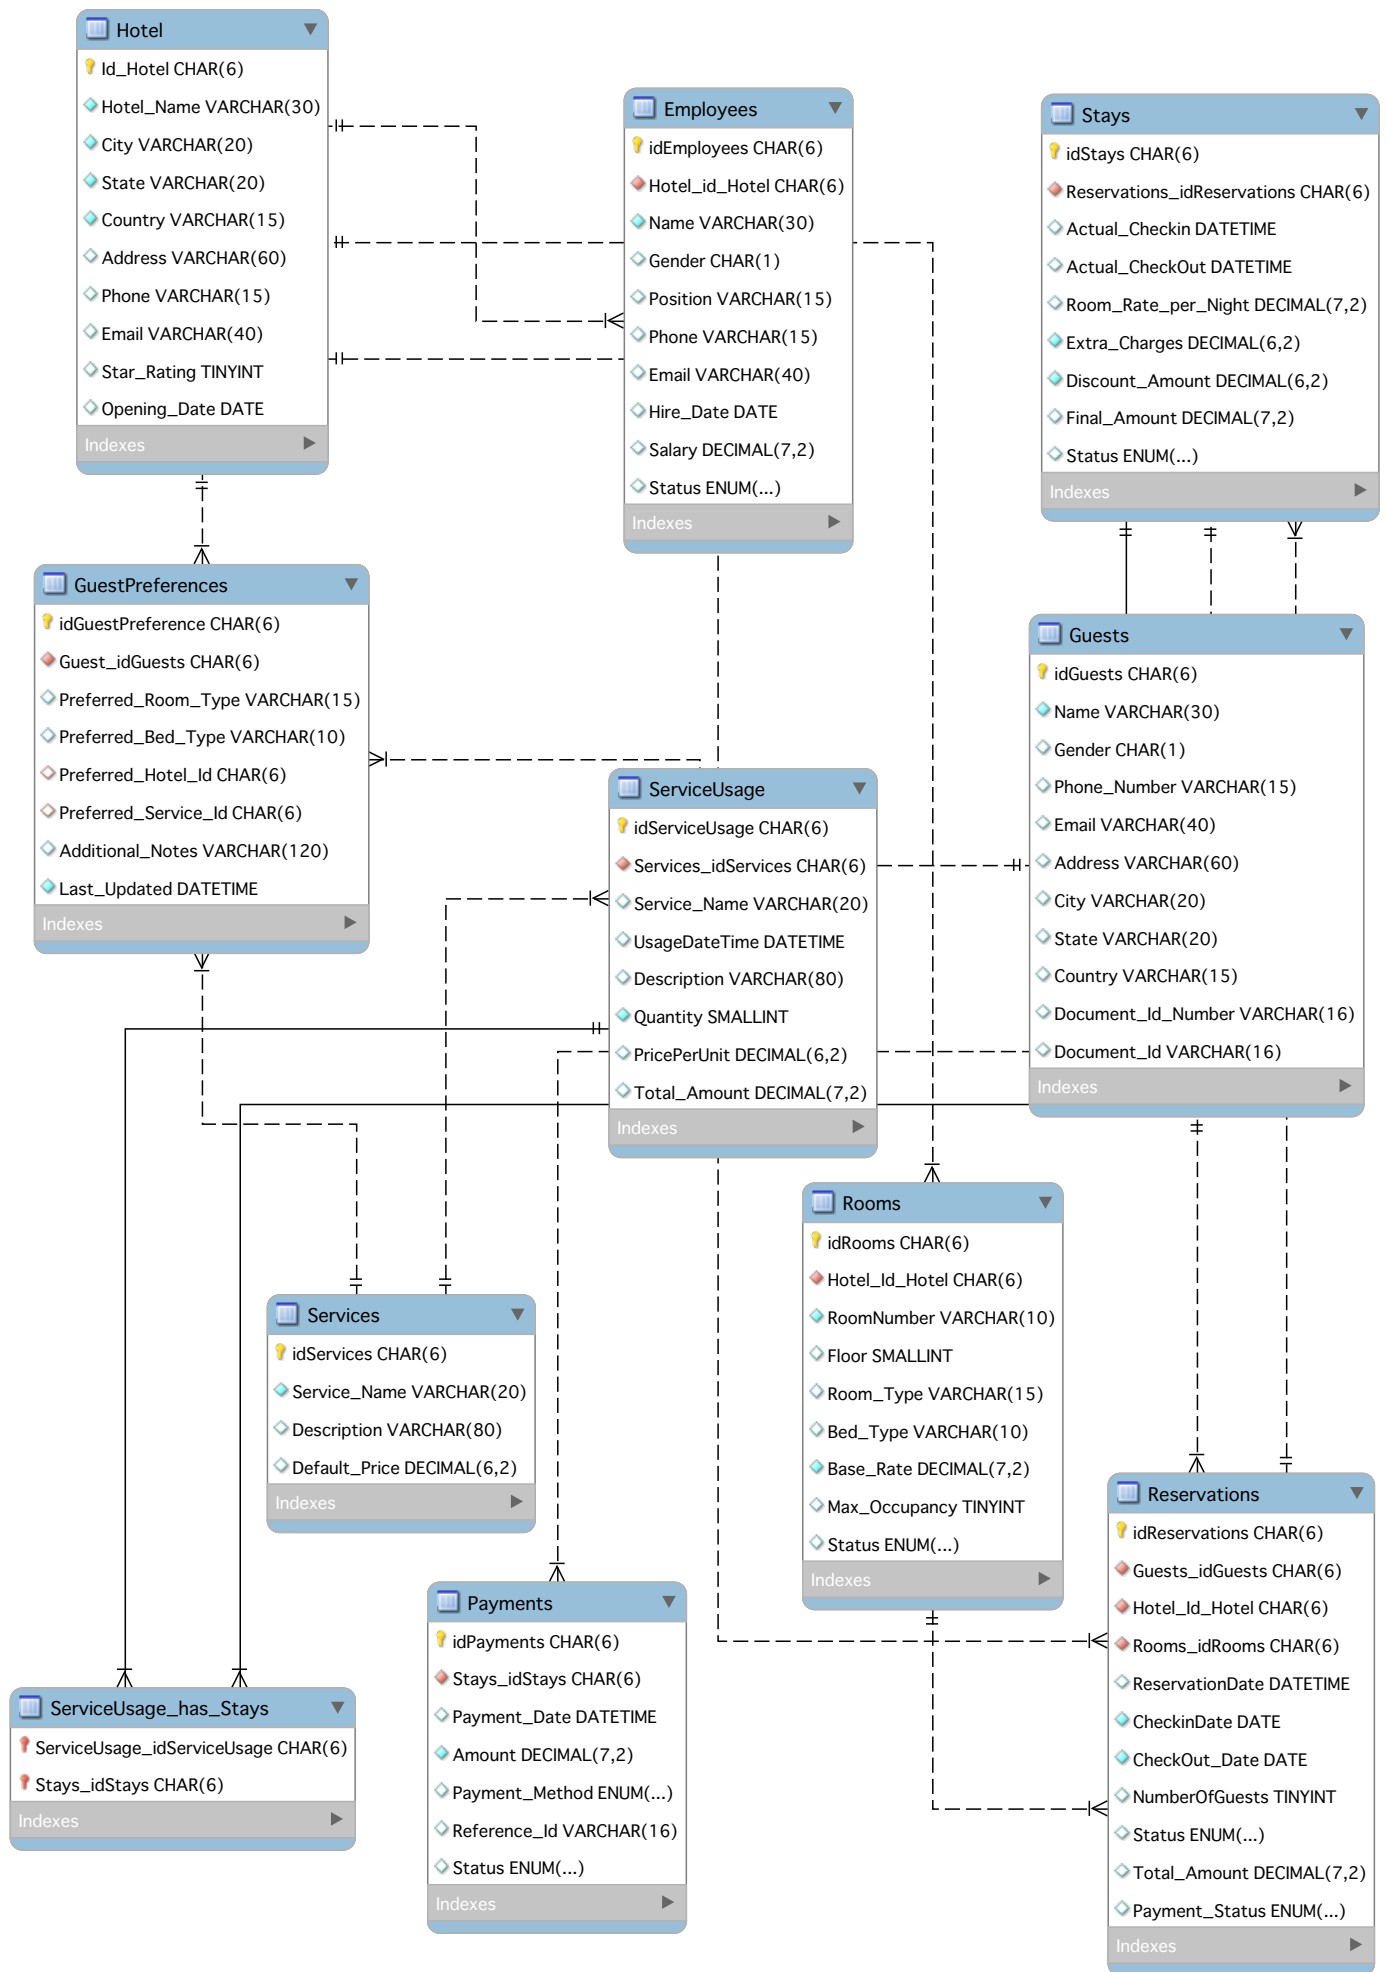 Hotel
Id_Hotel CHAR(6)
Hotel_Name VARCHAR(30)
City VARCHAR(20)
State VARCHAR(20)
Country VARCHAR(15)
Address VARCHAR(60)
Phone VARCHAR(15)
Email VARCHAR(40)
Star_Rating TINYINT
Opening_Date DATE
Indexes
Employees
idEmployees CHAR(6)
Hotel_id_Hotel CHAR(6)
Name VARCHAR(30)
Gender CHAR(1)
Position VARCHAR(15)
Phone VARCHAR(15)
Email VARCHAR(40)
Hire_Date DATE
Salary DECIMAL(7,2)
Status ENUM(...)
Indexes
Stays
idStays CHAR(6)
Reservations_idReservations CHAR(6)
Actual_Checkin DATETIME
Actual_CheckOut DATETIME
Room_Rate_per_Night DECIMAL(7,2)
Extra_Charges DECIMAL(6,2)
Discount_Amount DECIMAL(6,2)
Final_Amount DECIMAL(7,2)
Status ENUM(...)
Indexes
GuestPreferences
idGuestPreference CHAR(6)
Guest_idGuests CHAR(6)
Preferred_Room_Type VARCHAR(15)
Preferred_Bed_Type VARCHAR(10)
Preferred_Hotel_Id CHAR(6)
Preferred_Service_Id CHAR(6)
Additional_Notes VARCHAR(120)
Last_Updated DATETIME
Indexes
ServiceUsage
idServiceUsage CHAR(6)
Services_idServices CHAR(6)
Service_Name VARCHAR(20)
UsageDateTime DATETIME
Description VARCHAR(80)
Quantity SMALLINT
PricePerUnit DECIMAL(6,2)
Total_Amount DECIMAL(7,2)
Indexes
Guests
idGuests CHAR(6)
Name VARCHAR(30)
Gender CHAR(1)
Phone_Number VARCHAR(15)
Email VARCHAR(40)
Address VARCHAR(60)
City VARCHAR(20)
State VARCHAR(20)
Country VARCHAR(15)
Document_Id_Number VARCHAR(16)
Document_Id VARCHAR(16)
Indexes
Services
idServices CHAR(6)
Service_Name VARCHAR(20)
Description VARCHAR(80)
Default_Price DECIMAL(6,2)
Indexes
Rooms
idRooms CHAR(6)
Hotel_Id_Hotel CHAR(6)
RoomNumber VARCHAR(10)
Floor SMALLINT
Room_Type VARCHAR(15)
Bed_Type VARCHAR(10)
Base_Rate DECIMAL(7,2)
Max_Occupancy TINYINT
Status ENUM(...)
Indexes
Reservations
idReservations CHAR(6)
Guests_idGuests CHAR(6)
Hotel_Id_Hotel CHAR(6)
Rooms_idRooms CHAR(6)
ReservationDate DATETIME
CheckinDate DATE
CheckOut_Date DATE
NumberOfGuests TINYINT
Status ENUM(...)
Total_Amount DECIMAL(7,2)
Payment_Status ENUM(...)
Indexes
Payments
idPayments CHAR(6)
Stays_idStays CHAR(6)
Payment_Date DATETIME
Amount DECIMAL(7,2)
Payment_Method ENUM(...)
Reference_Id VARCHAR(16)
Status ENUM(...)
Indexes
ServiceUsage_has_Stays
ServiceUsage_idServiceUsage CHAR(6)
Stays_idStays CHAR(6)
Indexes